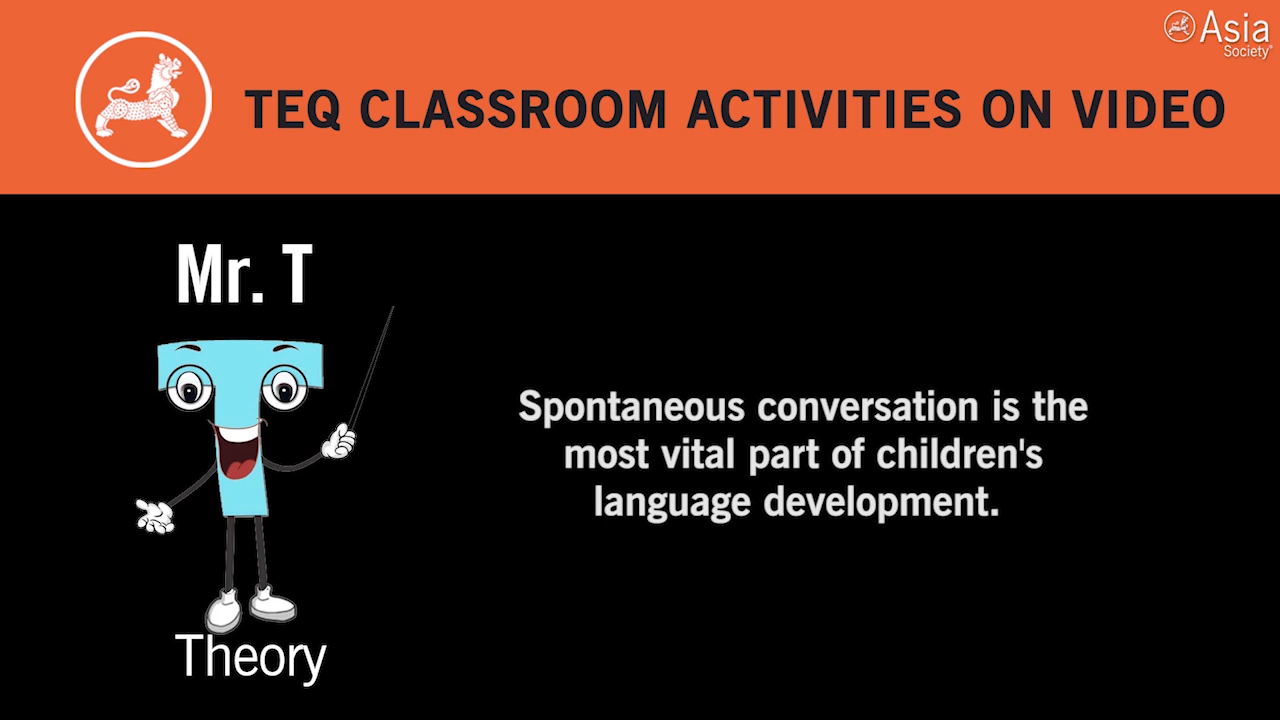 Asia
Society®
TEQ CLASSROOM ACTIVITIES ON VIDEO
Mr. T
Spontaneous conversation is the
most vital part of children's
language development.
Theory